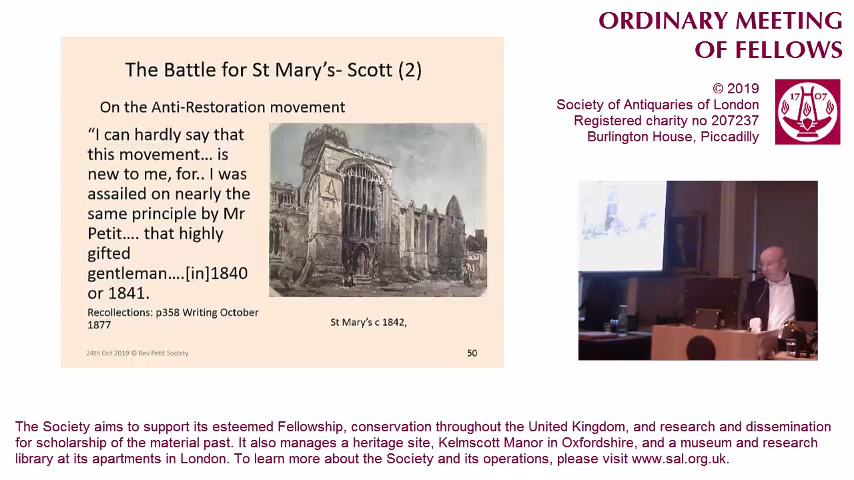 ORDINARY MEETING
OF FELLOWS
© 2019
Society of Antiquaries of London
Registered charity no 207237
Burlington House, Piccadilly
17 07
The Battle for St Mary's- Scott (2)
On the Anti-Restoration movement
“I can hardly say that
this movement... is
new to me, for.. I was
assailed on nearly the
same principle by Mr
Petit.... that highly
gifted
gentleman....[in]1840
or 1841.
Recollections: p358 Writing October
1877
St Mary's c 1842,
24th Oct 2019 © Rev Petit Society
50
The Society aims to support its esteemed Fellowship, conservation throughout the United Kingdom, and research and dissemination
for scholarship of the material past. It also manages a heritage site, Kelmscott Manor in Oxfordshire, and a museum and research
library at its apartments in London. To learn more about the Society and its operations, please visit www.sal.org.uk.